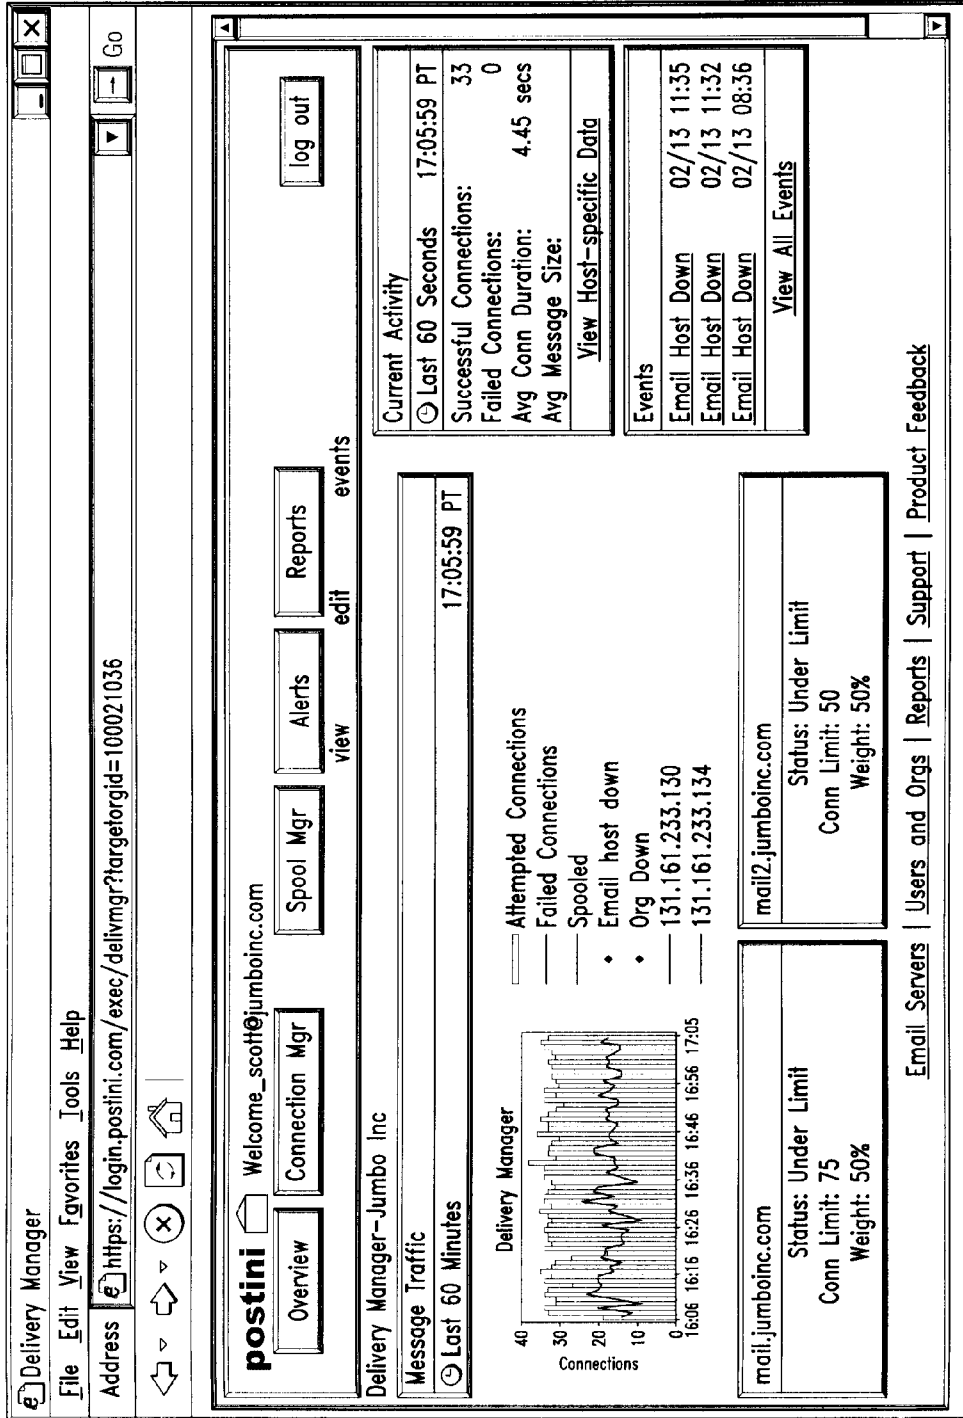 Delivery Manager
File Edit View Favorites Tools Help
Address https://login.postini.com/exec/delivmgr?targetorgid=100021036 Go
postini Welcome_scott@jumboinc.com log out
Overview Connection Mgr Spool Mgr Alerts Reports
view edit events
Delivery Manager-Jumbo Inc
Message Traffic
Last 60 Minutes 17:05:59 PT
Delivery Manager
Connections
40
30
20
10
0
16:06 16:16 16:26 16:36 16:46 16:56 17:05
Attempted Connections
Failed Connections
Spooled
Email host down
Org Down
131.161.233.130
131.161.233.134
Current Activity
Last 60 Seconds 17:05:59 PT
Successful Connections: 33
Failed Connections: 0
Avg Conn Duration: 4.45 secs
Avg Message Size:
View Host-specific Data
Events
Email Host Down 02/13 11:35
Email Host Down 02/13 11:32
Email Host Down 02/13 08:36
View All Events
mail.jumboinc.com
Status: Under Limit
Conn Limit: 75
Weight: 50%
mail2.jumboinc.com
Status: Under Limit
Conn Limit: 50
Weight: 50%
Email Servers | Users and Orgs | Reports | Support | Product Feedback